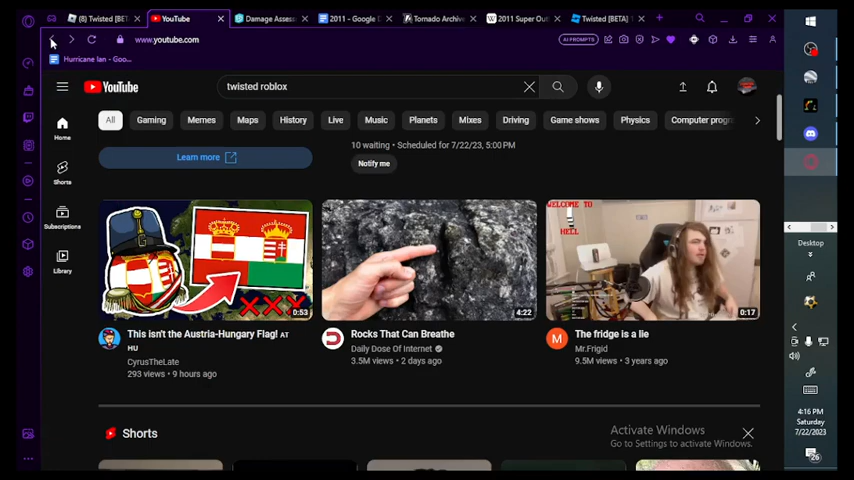 (8) Twisted [BET
YouTube
Damage Asses
2011 - Google
Tornado Archive
2011 Super Out
Twisted [BETA] 1
www.youtube.com
AI PROMPTS
Hurricane Ian - Goo...
YouTube
twisted roblox
All
Gaming
Memes
Maps
History
Live
Music
Planets
Mixes
Driving
Game shows
Physics
Computer progr
Home
Shorts
Subscriptions
Library
Learn more
10 waiting • Scheduled for 7/22/23, 5:00 PM
Notify me
0:53
4:22
WELCOME TO
HELL
0:17
This isn't the Austria-Hungary Flag! AT
HU
CyrusTheLate
293 views • 9 hours ago
Rocks That Can Breathe
Daily Dose Of Internet
3.5M views • 2 days ago
M
The fridge is a lie
Mr.Frigid
9.5M views • 3 years ago
Shorts
Activate Windows
Go to Settings to activate Windows.
Desktop
4:16 PM
Saturday
7/22/2023
26